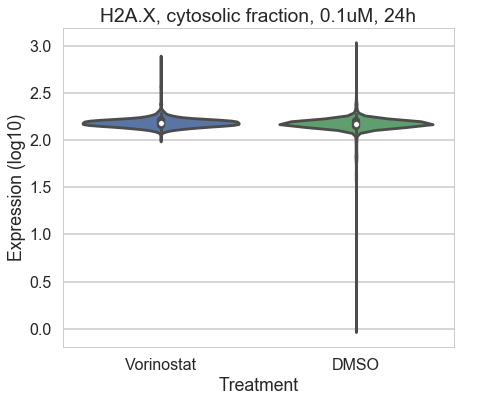 H2A.X, cytosolic fraction, 0.1uM, 24h
Expression (log10)
3.0
2.5
2.0
1.5
1.0
0.5
0.0
Vorinostat DMSO
Treatment